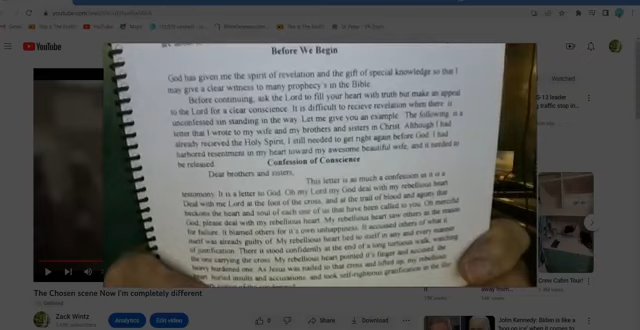 youtube.com
YouTube
Before We Begin
God has given me the spirit of revelation and the gift of special knowledge so that I
may give a clear witness to many prophecy's in the Bible.
Before continuing, ask the Lord to fill your heart with truth but make an appeal
to the Lord for a clear conscience. It is difficult to recieve revelation when there is
unconfessed sin standing in the way. Let me give you an example. The following is a
letter that I wrote to my wife and my brothers and sisters in Christ. Although I had
already recieved the Holy Spirit, I still needed to get right again before God. I had
harbored resentment in my heart toward my awesome beautiful wife, and it needed to
be released.
Confession of Conscience
Dear brothers and sisters,
This letter is as much a confession as it is a
testimony. It is a letter to God. Oh my Lord my God deal with my rebellious heart
Deal with me Lord at the foot of the cross, and at the trail of blood and agony that
beckons the heart and soul of each one of us that have been called to you. Oh merciful
God, please deal with my rebellious heart. My rebellious heart saw others as the reason
for failure. It blamed others for it's own unhappiness. It accused others of what it
itself was already guilty of. My rebellious heart lied to itself in any and every manner
of justification. There it stood confidently at the end of a long tortuous walk, watching
the one carrying the cross. My rebellious heart pointed it's finger and accused the
heavy burdened one. As Jesus was nailed to that cross and lifted up, my rebellious
heart hurled insults and accusations, and took self-righteous gratification in the
Watched
The Chosen scene Now I'm completely different
Zack Wintz
Analytics
Edit video
Share
Download
Crew Cabin Tour!
John Kennedy: Biden is like a